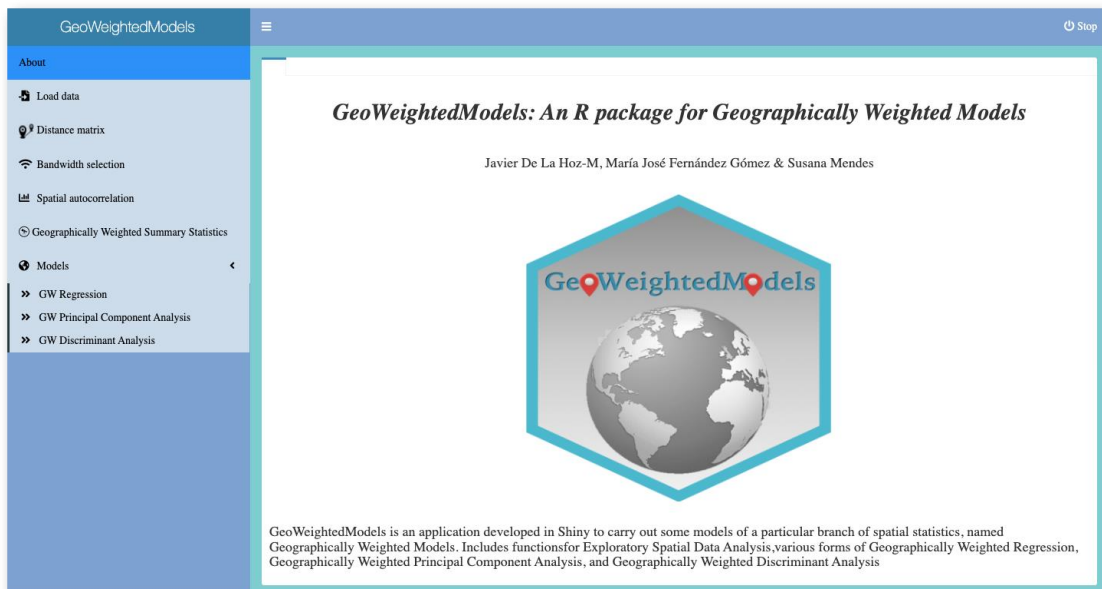 GeoWeightedModels
Stop
About
Load data
Distance matrix
Bandwidth selection
Spatial autocorrelation
Geographically Weighted Summary Statistics
Models
GW Regression
GW Principal Component Analysis
GW Discriminant Analysis
GeoWeightedModels: An R package for Geographically Weighted Models
Javier De La Hoz-M, María José Fernández Gómez & Susana Mendes
GeoWeightedModels
GeoWeightedModels is an application developed in Shiny to carry out some models of a particular branch of spatial statistics, named
Geographically Weighted Models. Includes functionsfor Exploratory Spatial Data Analysis,various forms of Geographically Weighted Regression,
Geographically Weighted Principal Component Analysis, and Geographically Weighted Discriminant Analysis